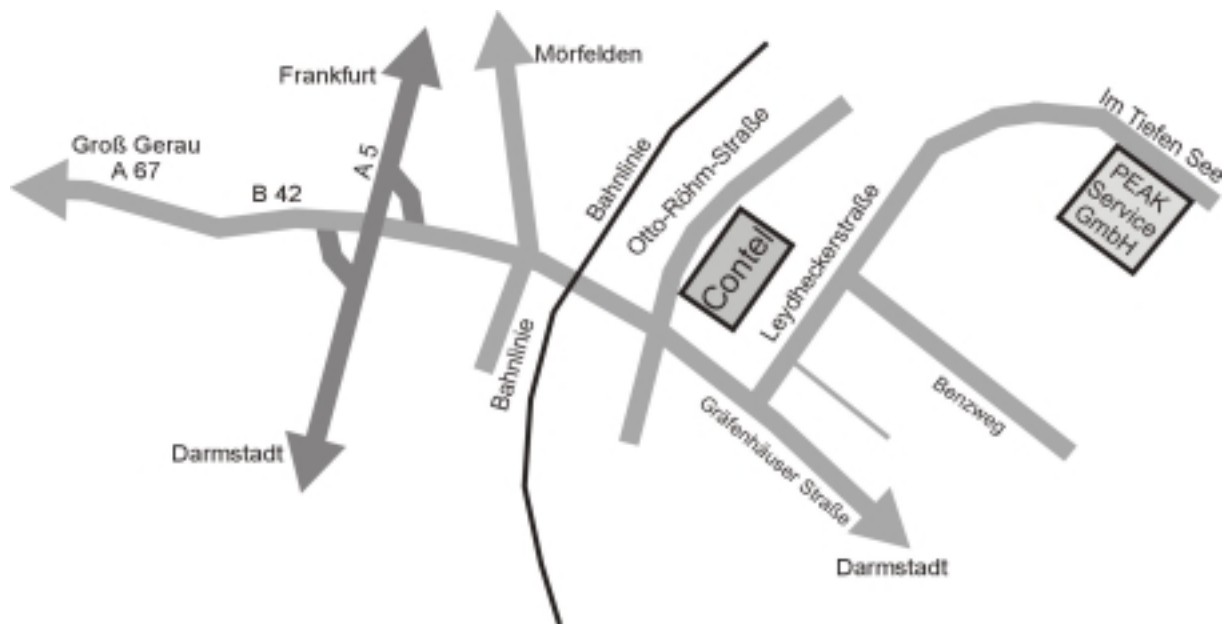 Mörfelden
Frankfurt
Groß Gerau
A 67
B 42
A 5
Bahnlinie
Otto-Röhm-Straße
Contel
Leydheckerstraße
Im Tiefen See
PEAK
Service
GmbH
Bahnlinie
Benzweg
Gräfenhäuser Straße
Darmstadt
Darmstadt